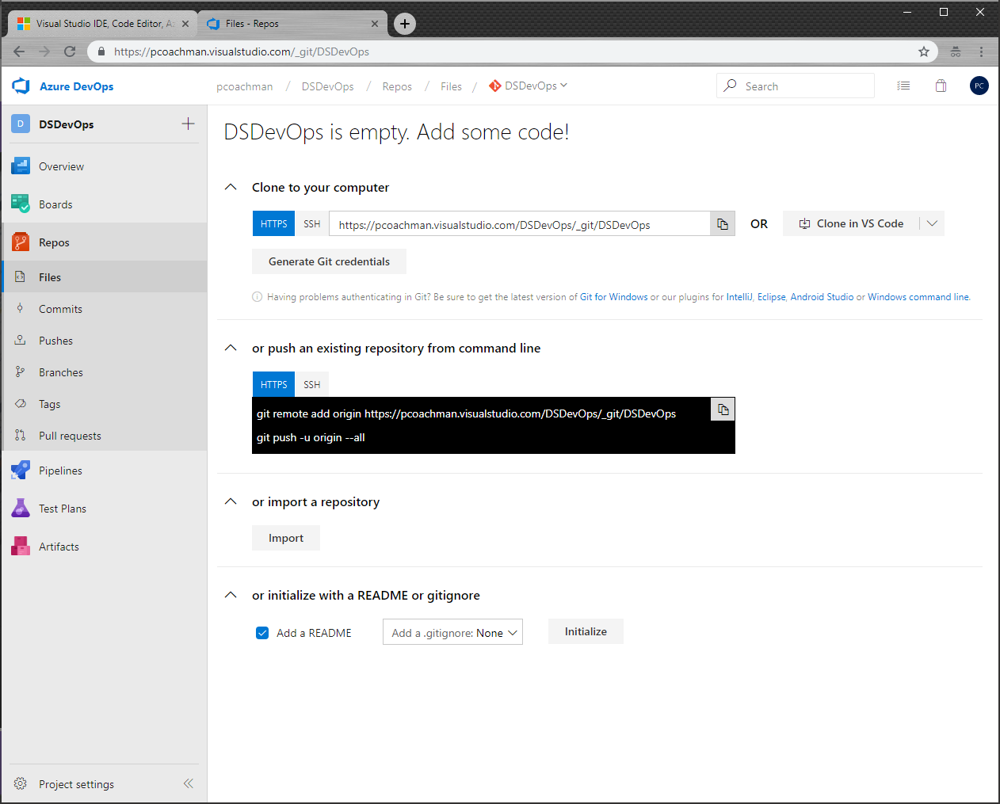 Visual Studio IDE, Code Editor, Az
Files - Repos
https://pcoachman.visualstudio.com/_git/DSDevOps
Azure DevOps
pcoachman / DSDevOps / Repos / Files / DSDevOps
Search
PC
D DSDevOps
Overview
Boards
Repos
Files
Commits
Pushes
Branches
Tags
Pull requests
Pipelines
Test Plans
Artifacts
Project settings
DSDevOps is empty. Add some code!
Clone to your computer
HTTPS SSH https://pcoachman.visualstudio.com/DSDevOps/_git/DSDevOps OR Clone in VS Code
Generate Git credentials
Having problems authenticating in Git? Be sure to get the latest version of Git for Windows or our plugins for IntelliJ, Eclipse, Android Studio or Windows command line.
or push an existing repository from command line
HTTPS SSH
git remote add origin https://pcoachman.visualstudio.com/DSDevOps/_git/DSDevOps
git push -u origin --all
or import a repository
Import
or initialize with a README or gitignore
Add a README Add a .gitignore: None Initialize